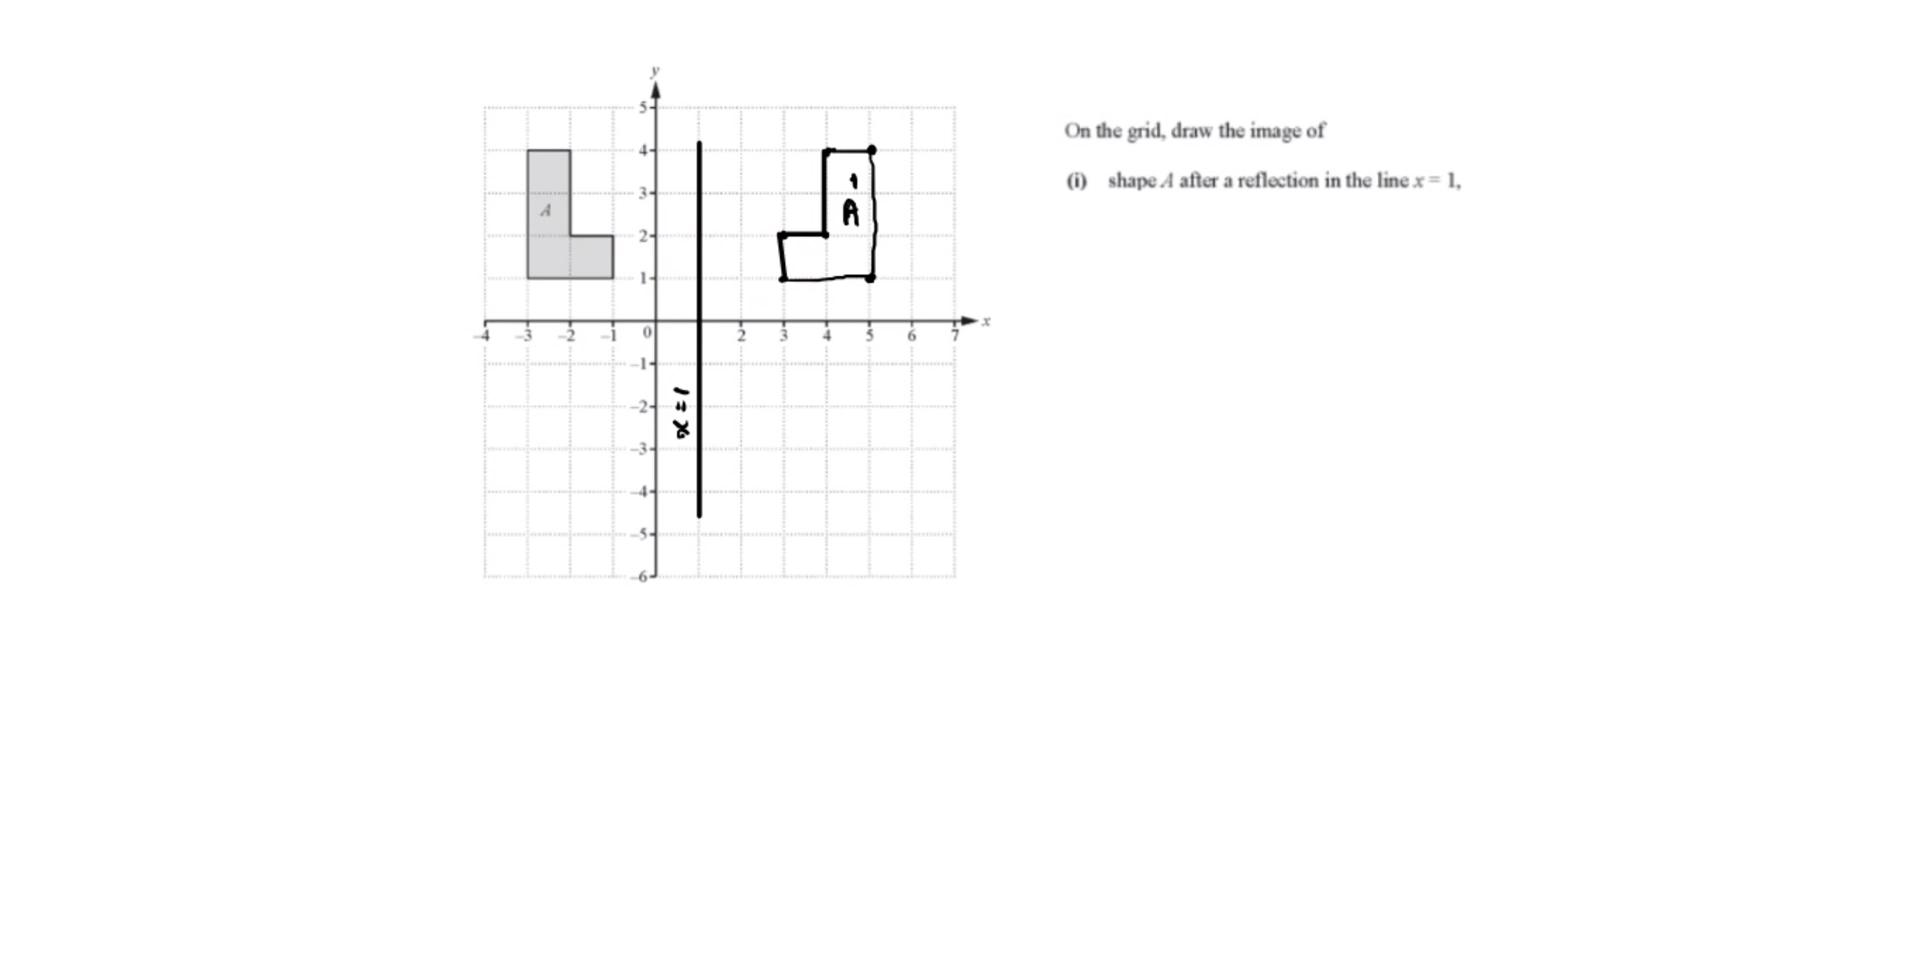 y
5
4
3
2
1
A
1
A
-4 -3 -2 -1 0 2 3 4 5 6 7 x
-1
-2
-3
-4
-5
-6
x = 1
On the grid, draw the image of
(i) shape A after a reflection in the line x = 1,